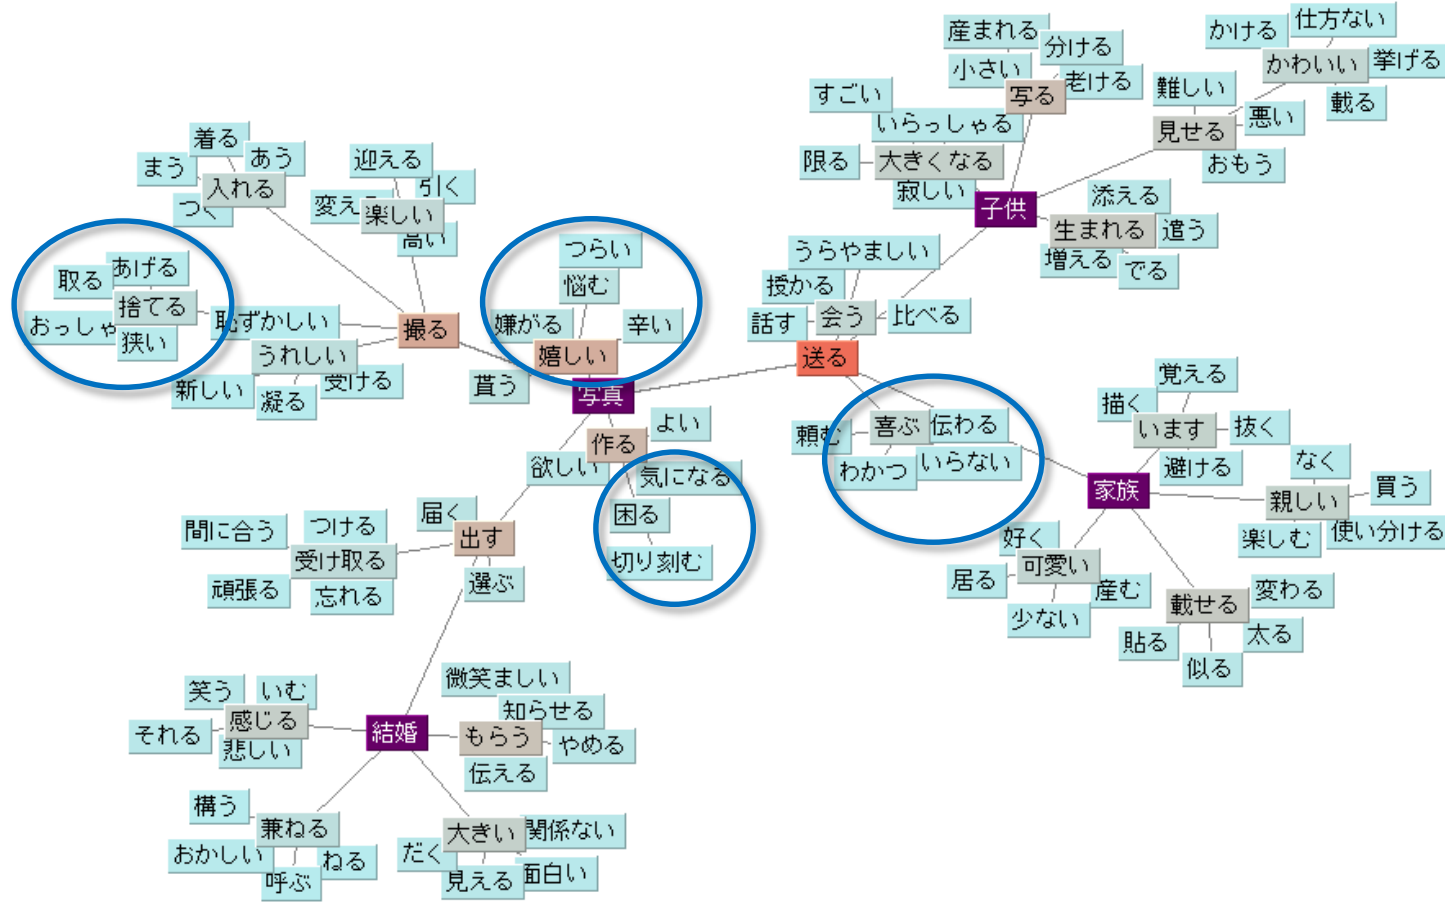 産まれる
分ける
小さい
老ける
写る
すごい
いらっしゃる
限る
大きくなる
寂しい
子供
かける
仕方ない
かわいい
挙げる
難しい
載る
見せる
悪い
おもう
添える
生まれる
遣う
増える
でる
うらやましい
授かる
話す
会う
比べる
送る
着る
まう
あう
入れる
つく
迎える
引く
変える
楽しい
高い
取る
あげる
捨てる
おっしゃ
狭い
恥ずかしい
撮る
うれしい
新しい
凝る
受ける
つらい
悩む
嫌がる
辛い
嬉しい
貰う
写真
よい
作る
欲しい
気になる
困る
切り刻む
頼む
喜ぶ
伝わる
わかつ
いらない
覚える
描く
います
抜く
避ける
なく
家族
親しい
買う
楽しむ
使い分ける
好く
可愛い
居る
産む
少ない
載せる
変わる
貼る
太る
似る
届く
間に合う
つける
出す
受け取る
頑張る
忘れる
選ぶ
微笑ましい
笑う
いむ
知らせる
感じる
それる
悲しい
結婚
もらう
やめる
伝える
構う
兼ねる
おかしい
ねる
呼ぶ
大きい
関係ない
だく
見える
面白い